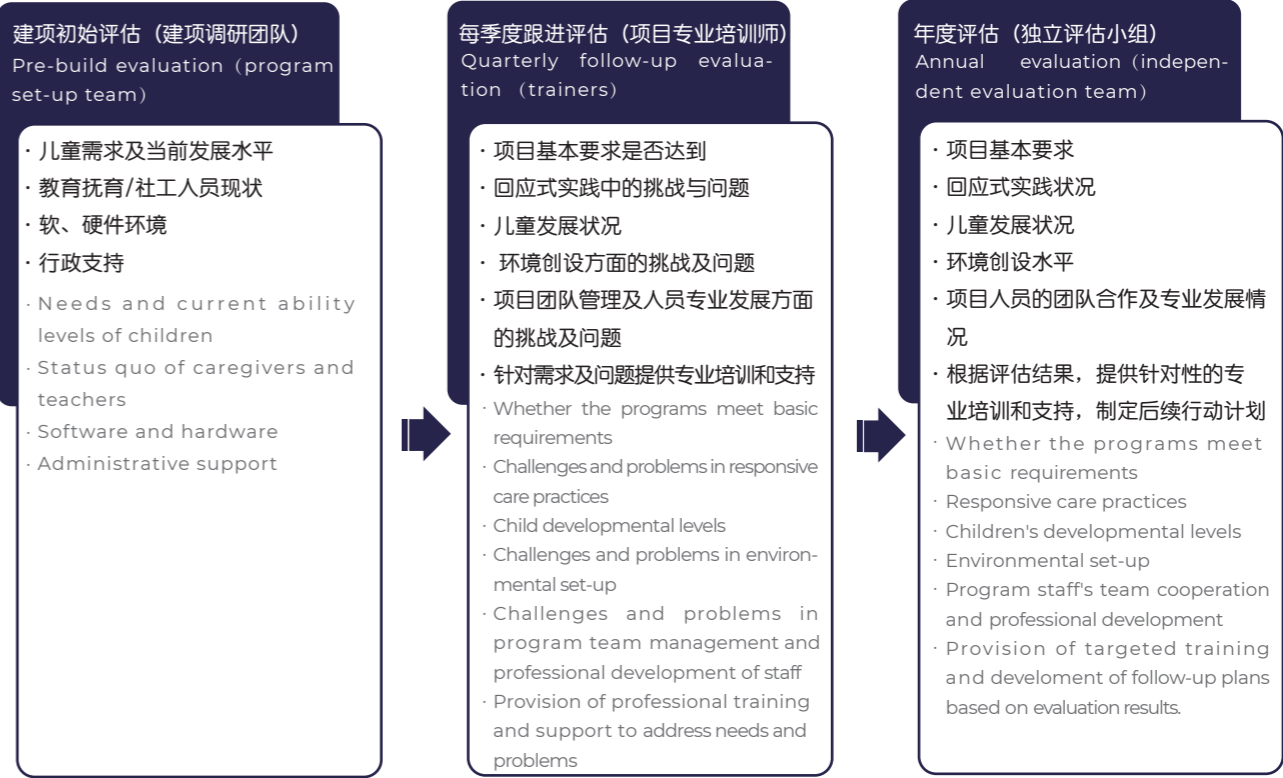 建项初始评估（建项调研团队）
Pre-build evaluation（program
set-up team）
· 儿童需求及当前发展水平
· 教育抚育/社工人员现状
· 软、硬件环境
· 行政支持
· Needs and current ability
levels of children
· Status quo of caregivers and
teachers
· Software and hardware
· Administrative support
每季度跟进评估（项目专业培训师）
Quarterly follow-up evalua-
tion （trainers）
· 项目基本要求是否达到
· 回应式实践中的挑战与问题
· 儿童发展状况
· 环境创设方面的挑战及问题
· 项目团队管理及人员专业发展方面
的挑战及问题
· 针对需求及问题提供专业培训和支持
· Whether the programs meet basic
requirements
· Challenges and problems in responsive
care practices
· Child developmental levels
· Challenges and problems in environ-
mental set-up
· Challenges and problems in
program team management and
professional development of staff
· Provision of professional training
and support to address needs and
problems
年度评估（独立评估小组）
Annual evaluation（indepen-
dent evaluation team）
· 项目基本要求
· 回应式实践状况
· 儿童发展状况
· 环境创设水平
· 项目人员的团队合作及专业发展情
况
· 根据评估结果，提供针对性的专
业培训和支持，制定后续行动计划
· Whether the programs meet
basic requirements
· Responsive care practices
· Children's developmental levels
· Environmental set-up
· Program staff's team cooperation
and professional development
· Provision of targeted training
and develoment of follow-up plans
based on evaluation results.